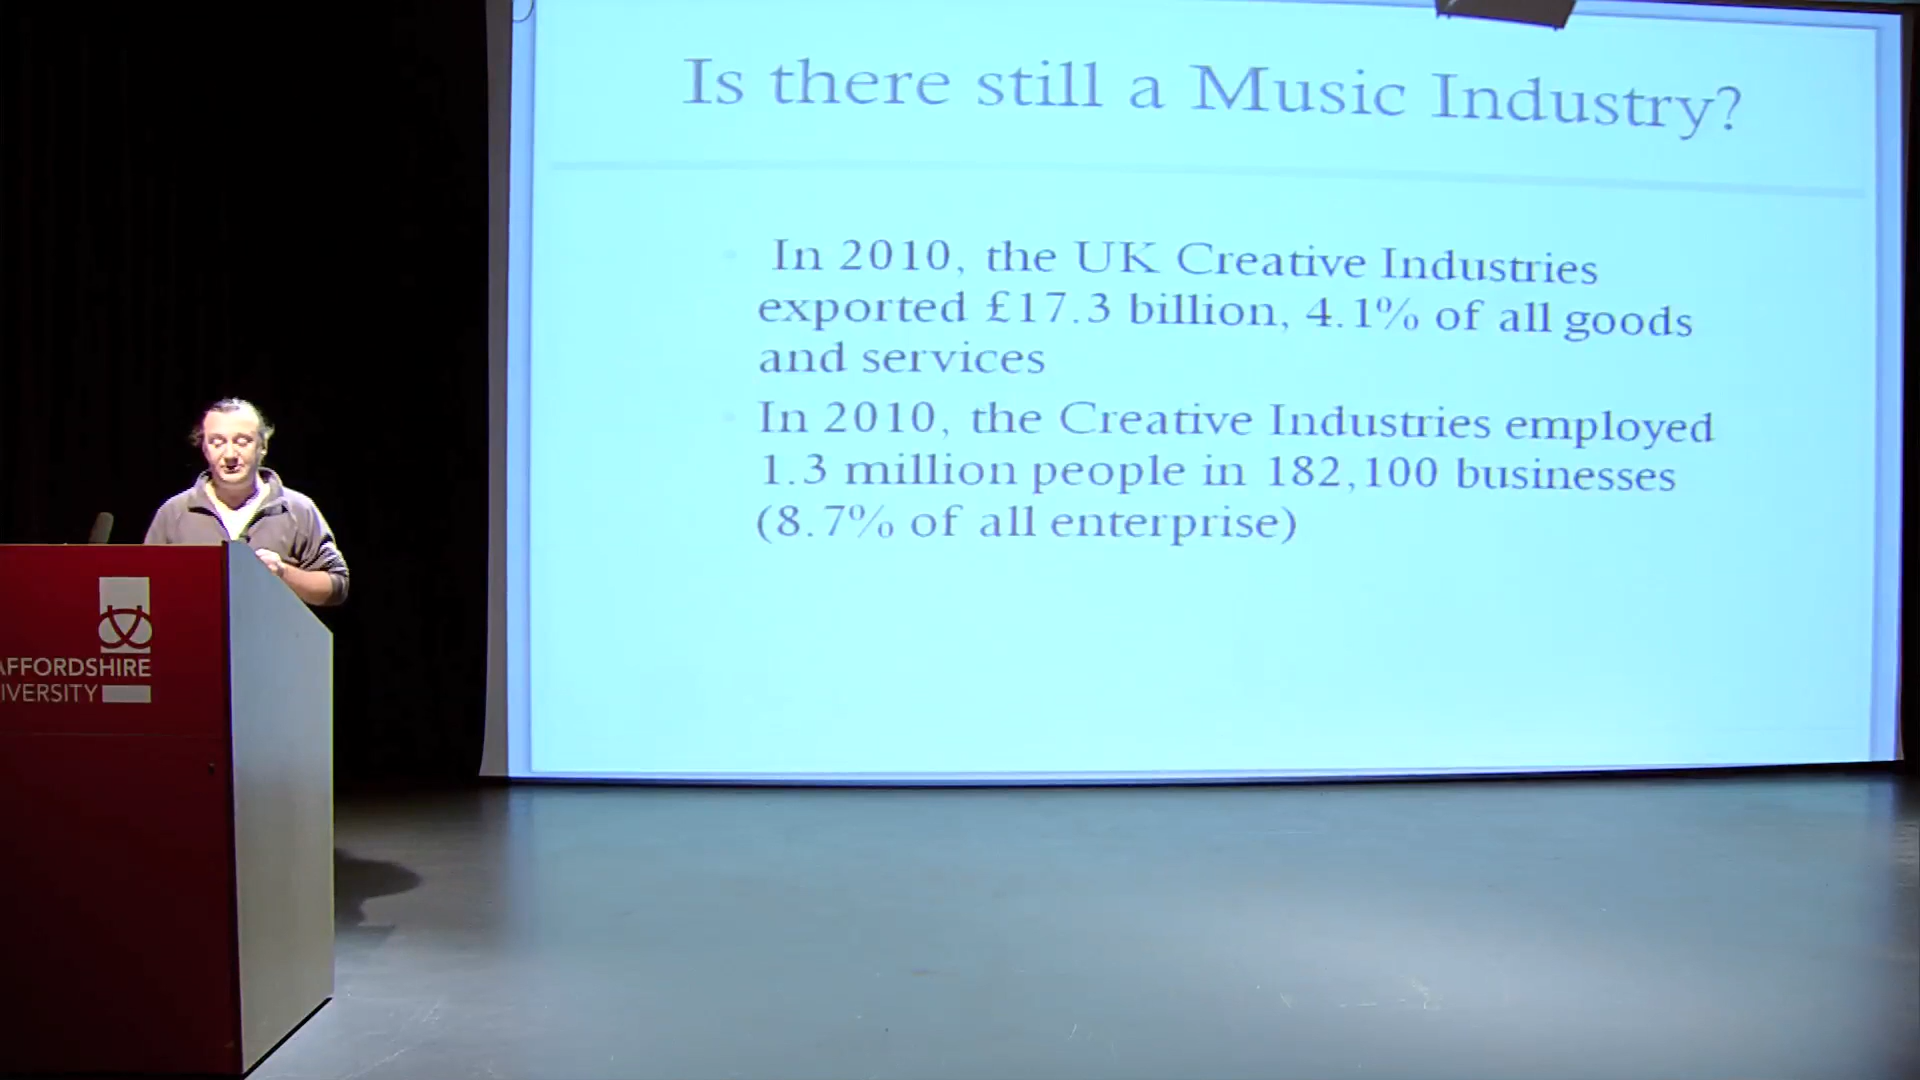 Is there still a Music Industry?
In 2010, the UK Creative Industries
exported £17.3 billion, 4.1% of all goods
and services
In 2010, the Creative Industries employed
1.3 million people in 182,100 businesses
(8.7% of all enterprise)
AFFORDSHIRE
IVERSITY